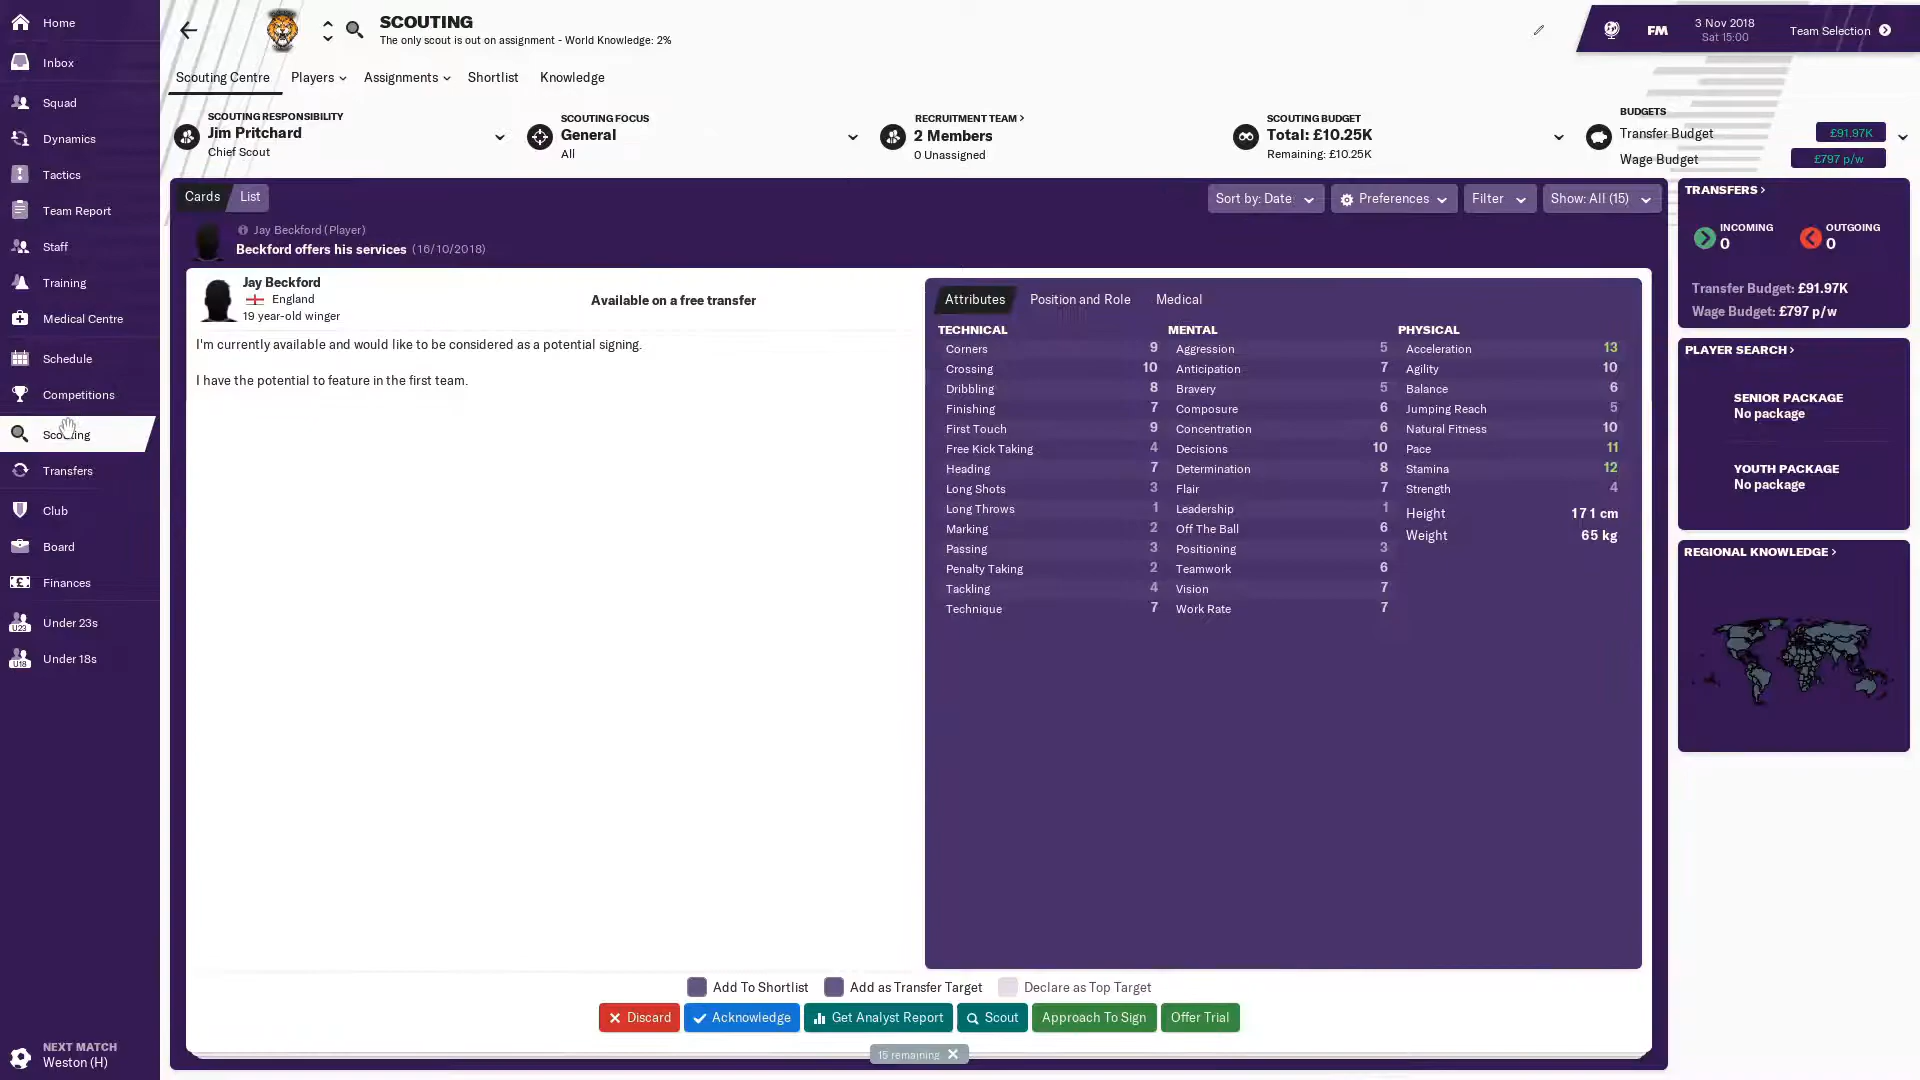 Home
Inbox
Squad
Dynamics
Tactics
Team Report
Staff
Training
Medical Centre
Schedule
Competitions
Scouting
Transfers
Club
Board
Finances
U23 Under 23s
U18 Under 18s
NEXT MATCH
Weston (H)
SCOUTING
The only scout is out on assignment - World Knowledge: 2%
FM
3 Nov 2018
Sat 15:00
Team Selection
Scouting Centre Players Assignments Shortlist Knowledge
SCOUTING RESPONSIBILITY
Jim Pritchard
Chief Scout
SCOUTING FOCUS
General
All
RECRUITMENT TEAM >
2 Members
0 Unassigned
SCOUTING BUDGET
Total: £10.25K
Remaining: £10.25K
BUDGETS
Transfer Budget £91.97K
Wage Budget £797 p/w
Cards List
Sort by: Date Preferences Filter Show: All (15)
Jay Beckford (Player)
Beckford offers his services (16/10/2018)
Jay Beckford
England
19 year-old winger
Available on a free transfer
I'm currently available and would like to be considered as a potential signing.
I have the potential to feature in the first team.
Attributes Position and Role Medical
TECHNICAL MENTAL PHYSICAL
Corners 9 Aggression 5 Acceleration 13
Crossing 10 Anticipation 7 Agility 10
Dribbling 8 Bravery 5 Balance 6
Finishing 7 Composure 6 Jumping Reach 5
First Touch 9 Concentration 6 Natural Fitness 10
Free Kick Taking 4 Decisions 10 Pace 11
Heading 7 Determination 8 Stamina 12
Long Shots 3 Flair 7 Strength 4
Long Throws 1 Leadership 1 Height 171 cm
Marking 2 Off The Ball 6 Weight 65 kg
Passing 3 Positioning 3
Penalty Taking 2 Teamwork 6
Tackling 4 Vision 7
Technique 7 Work Rate 7
Add To Shortlist Add as Transfer Target Declare as Top Target
Discard Acknowledge Get Analyst Report Scout Approach To Sign Offer Trial
15 remaining
TRANSFERS >
INCOMING
0
OUTGOING
0
Transfer Budget: £91.97K
Wage Budget: £797 p/w
PLAYER SEARCH >
SENIOR PACKAGE
No package
YOUTH PACKAGE
No package
REGIONAL KNOWLEDGE >